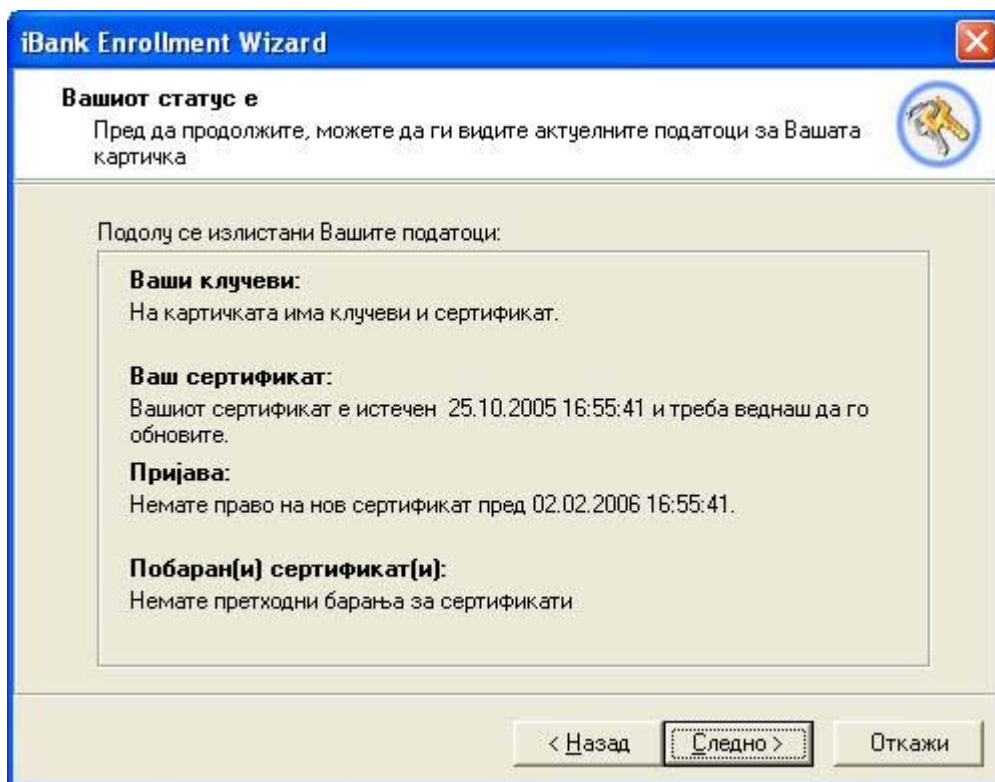 iBank Enrollment Wizard
Вашиот статус е
Пред да продолжите, можете да ги видите актуелните податоци за Вашата
картичка
Подолу се излистани Вашите податоци:
Ваши клучеви:
На картичката има клучеви и сертификат.
Ваш сертификат:
Вашиот сертификат е истечен  25.10.2005 16:55:41 и треба веднаш да го
обновите.
Пријава:
Немате право на нов сертификат пред 02.02.2006 16:55:41.
Побаран(и) сертификат(и):
Немате претходни барања за сертификати
< Назад Следно > Откажи